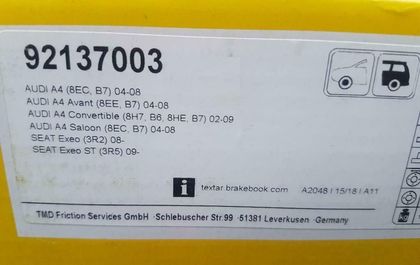 92137003
AUDI A4 (8EC, B7) 04-08
AUDI A4 Avant (8EE, B7) 04-08
AUDI A4 Convertible (8H7, B6, 8HE, B7) 02-09
AUDI A4 Saloon (8EC, B7) 04-08
SEAT Exeo (3R2) 08-
SEAT Exeo ST (3R5) 09-
i textar.brakebook.com A2048 I 15/18 I A11
TMD Friction Services GmbH · Schlebuscher Str.99 · 51381 Leverkusen · Germany